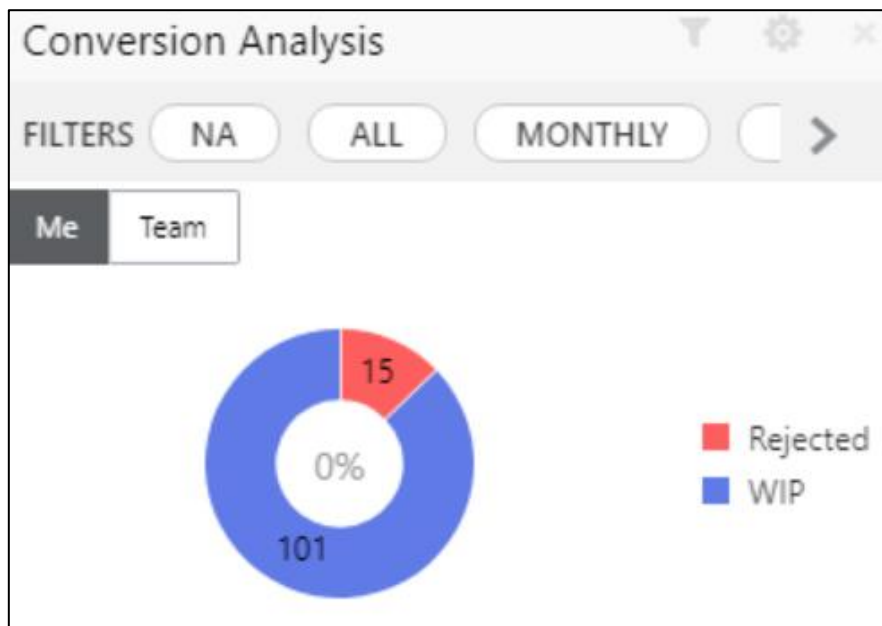 Conversion Analysis
FILTERS NA ALL MONTHLY
Me Team
15
0%
101
Rejected
WIP